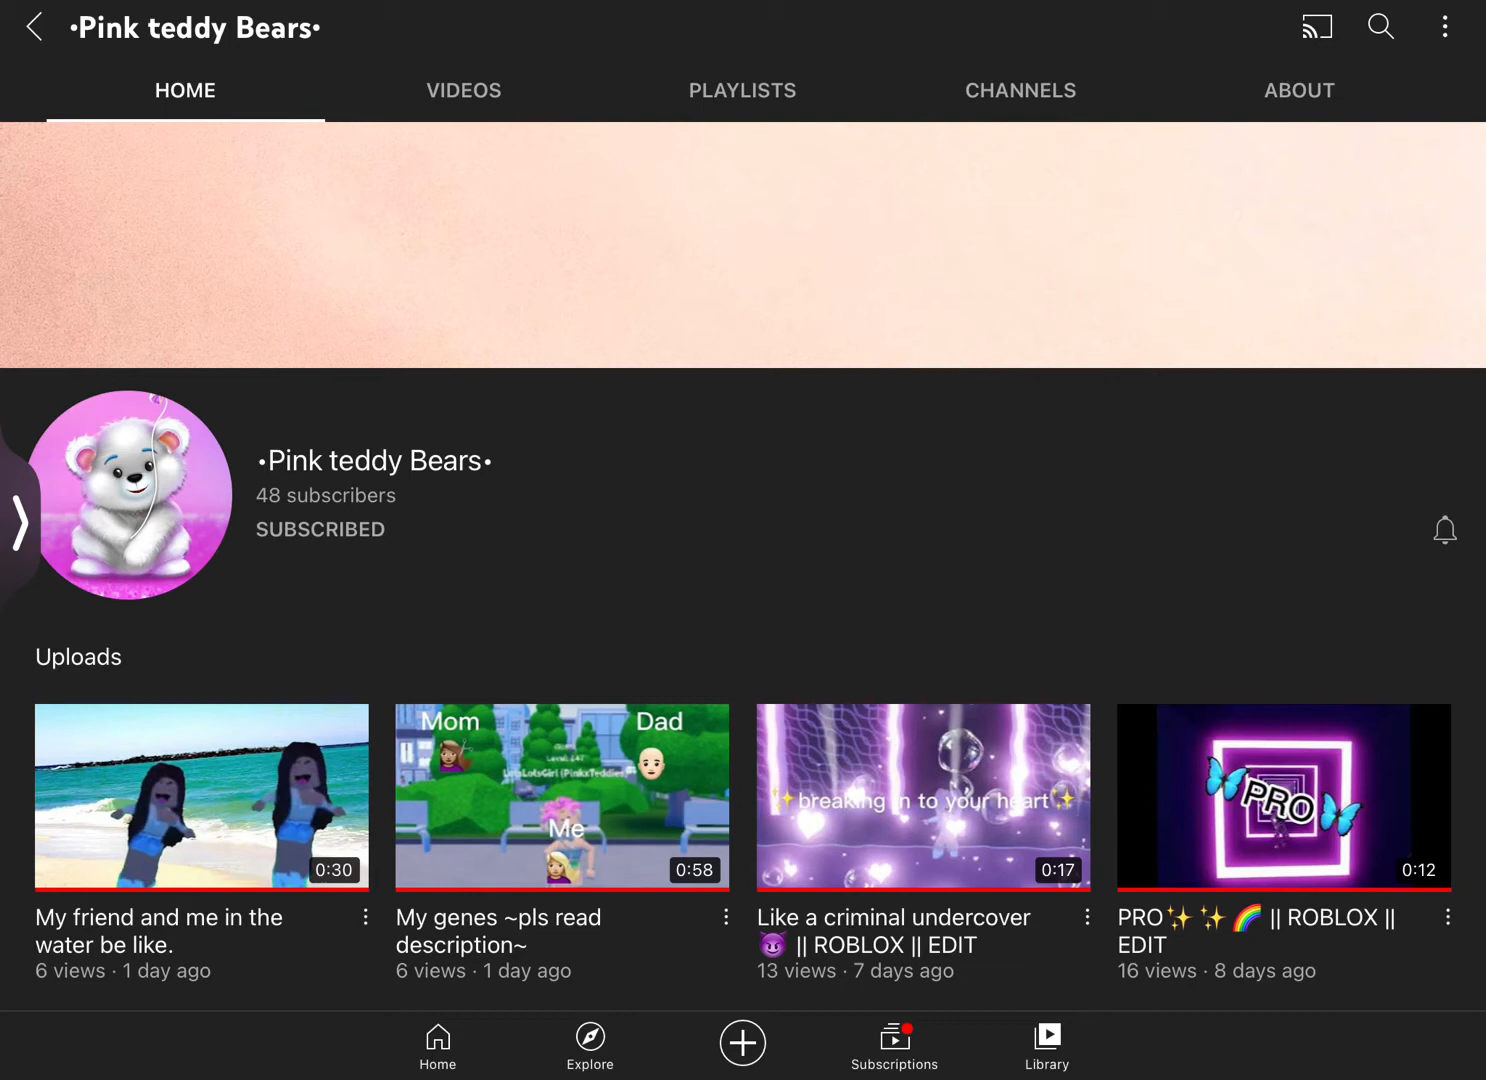 •Pink teddy Bears•
HOME
VIDEOS
PLAYLISTS
CHANNELS
ABOUT
•Pink teddy Bears•
48 subscribers
SUBSCRIBED
Uploads
Mom
Dad
Me
0:30
0:58
✨breaking in to your heart✨
0:17
PRO
0:12
My friend and me in the
water be like.
6 views · 1 day ago
My genes ~pls read
description~
6 views · 1 day ago
Like a criminal undercover
😈 || ROBLOX || EDIT
13 views · 7 days ago
PRO✨ ✨ 🌈 || ROBLOX ||
EDIT
16 views · 8 days ago
Home
Explore
Subscriptions
Library